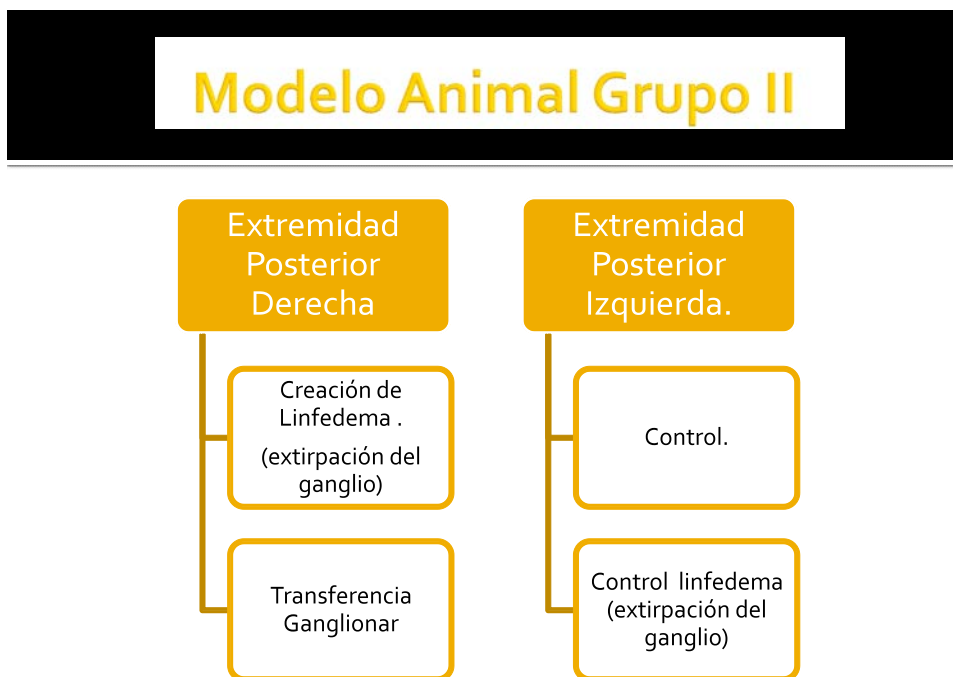 Modelo Animal Grupo II
Extremidad
Posterior
Derecha
Creación de
Linfedema .
(extirpación del
ganglio)
Transferencia
Ganglionar
Extremidad
Posterior
Izquierda.
Control.
Control linfedema
(extirpación del
ganglio)